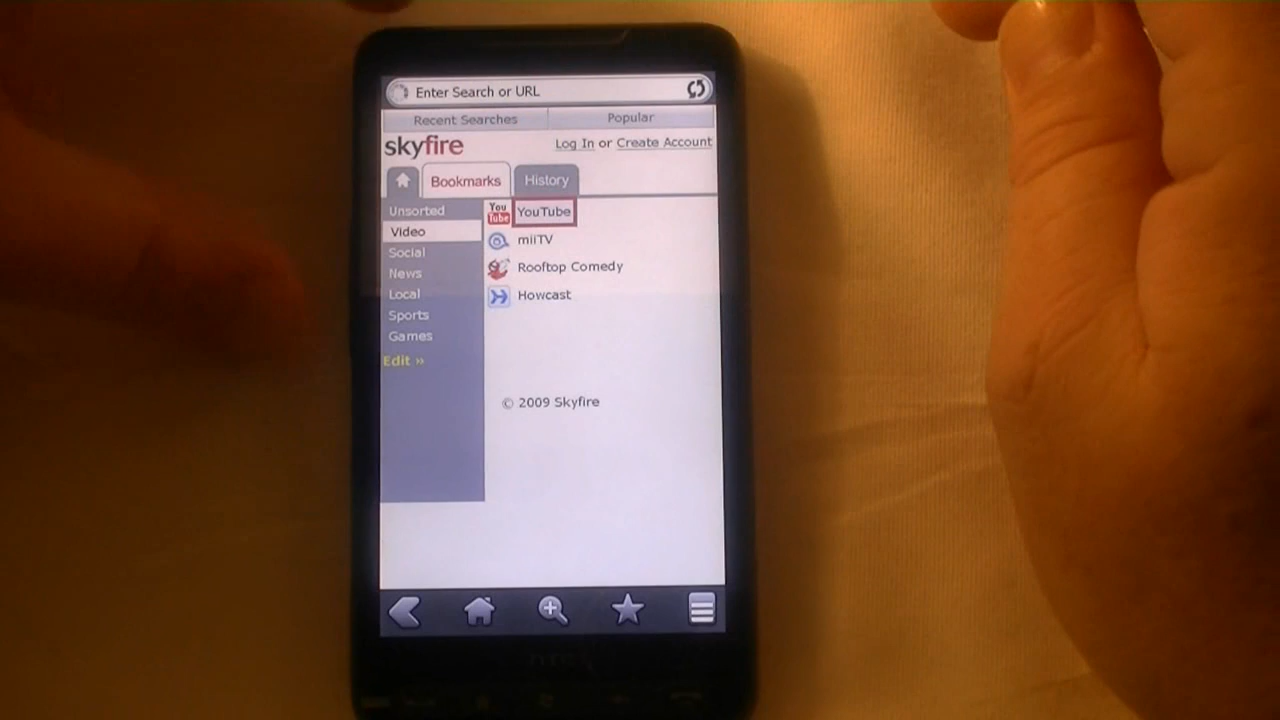 Enter Search or URL
Recent Searches Popular
skyfire Log In or Create Account
Bookmarks History
Unsorted
Video
Social
News
Local
Sports
Games
Edit »
You Tube YouTube
miiTV
Rooftop Comedy
Howcast
© 2009 Skyfire
hTC